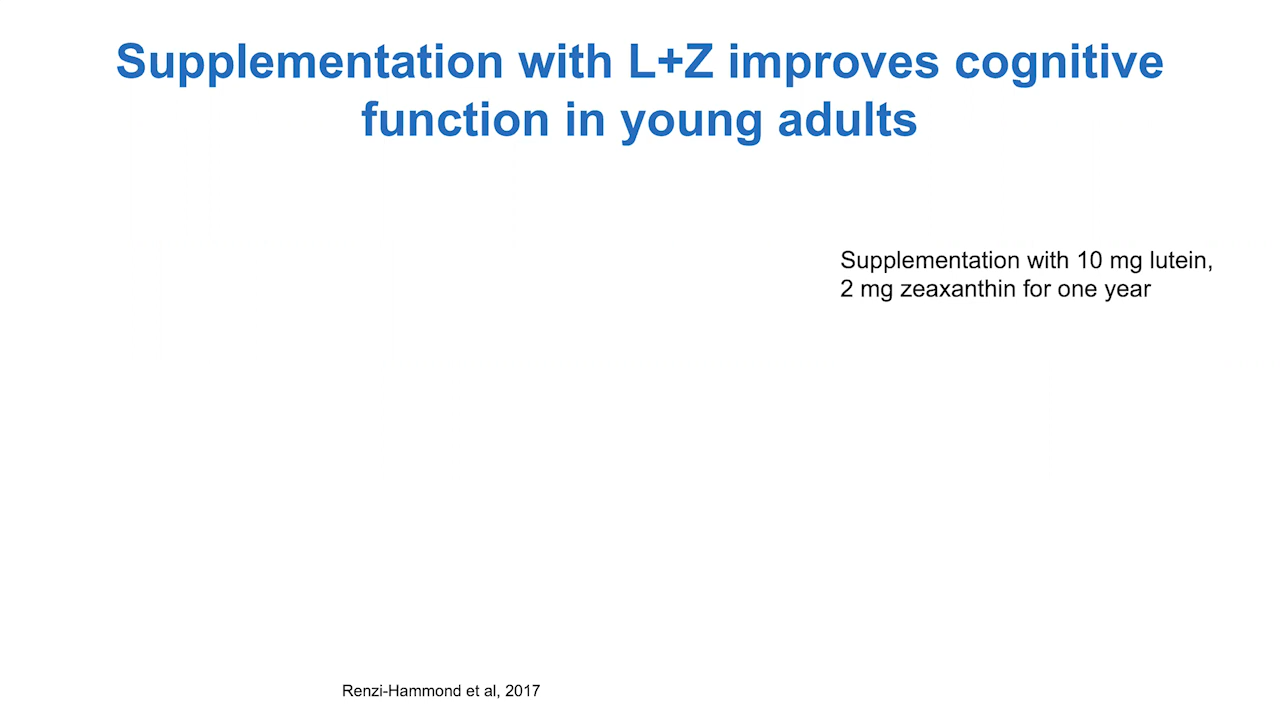 Supplementation with L+Z improves cognitive
function in young adults
Supplementation with 10 mg lutein,
2 mg zeaxanthin for one year
Renzi-Hammond et al, 2017